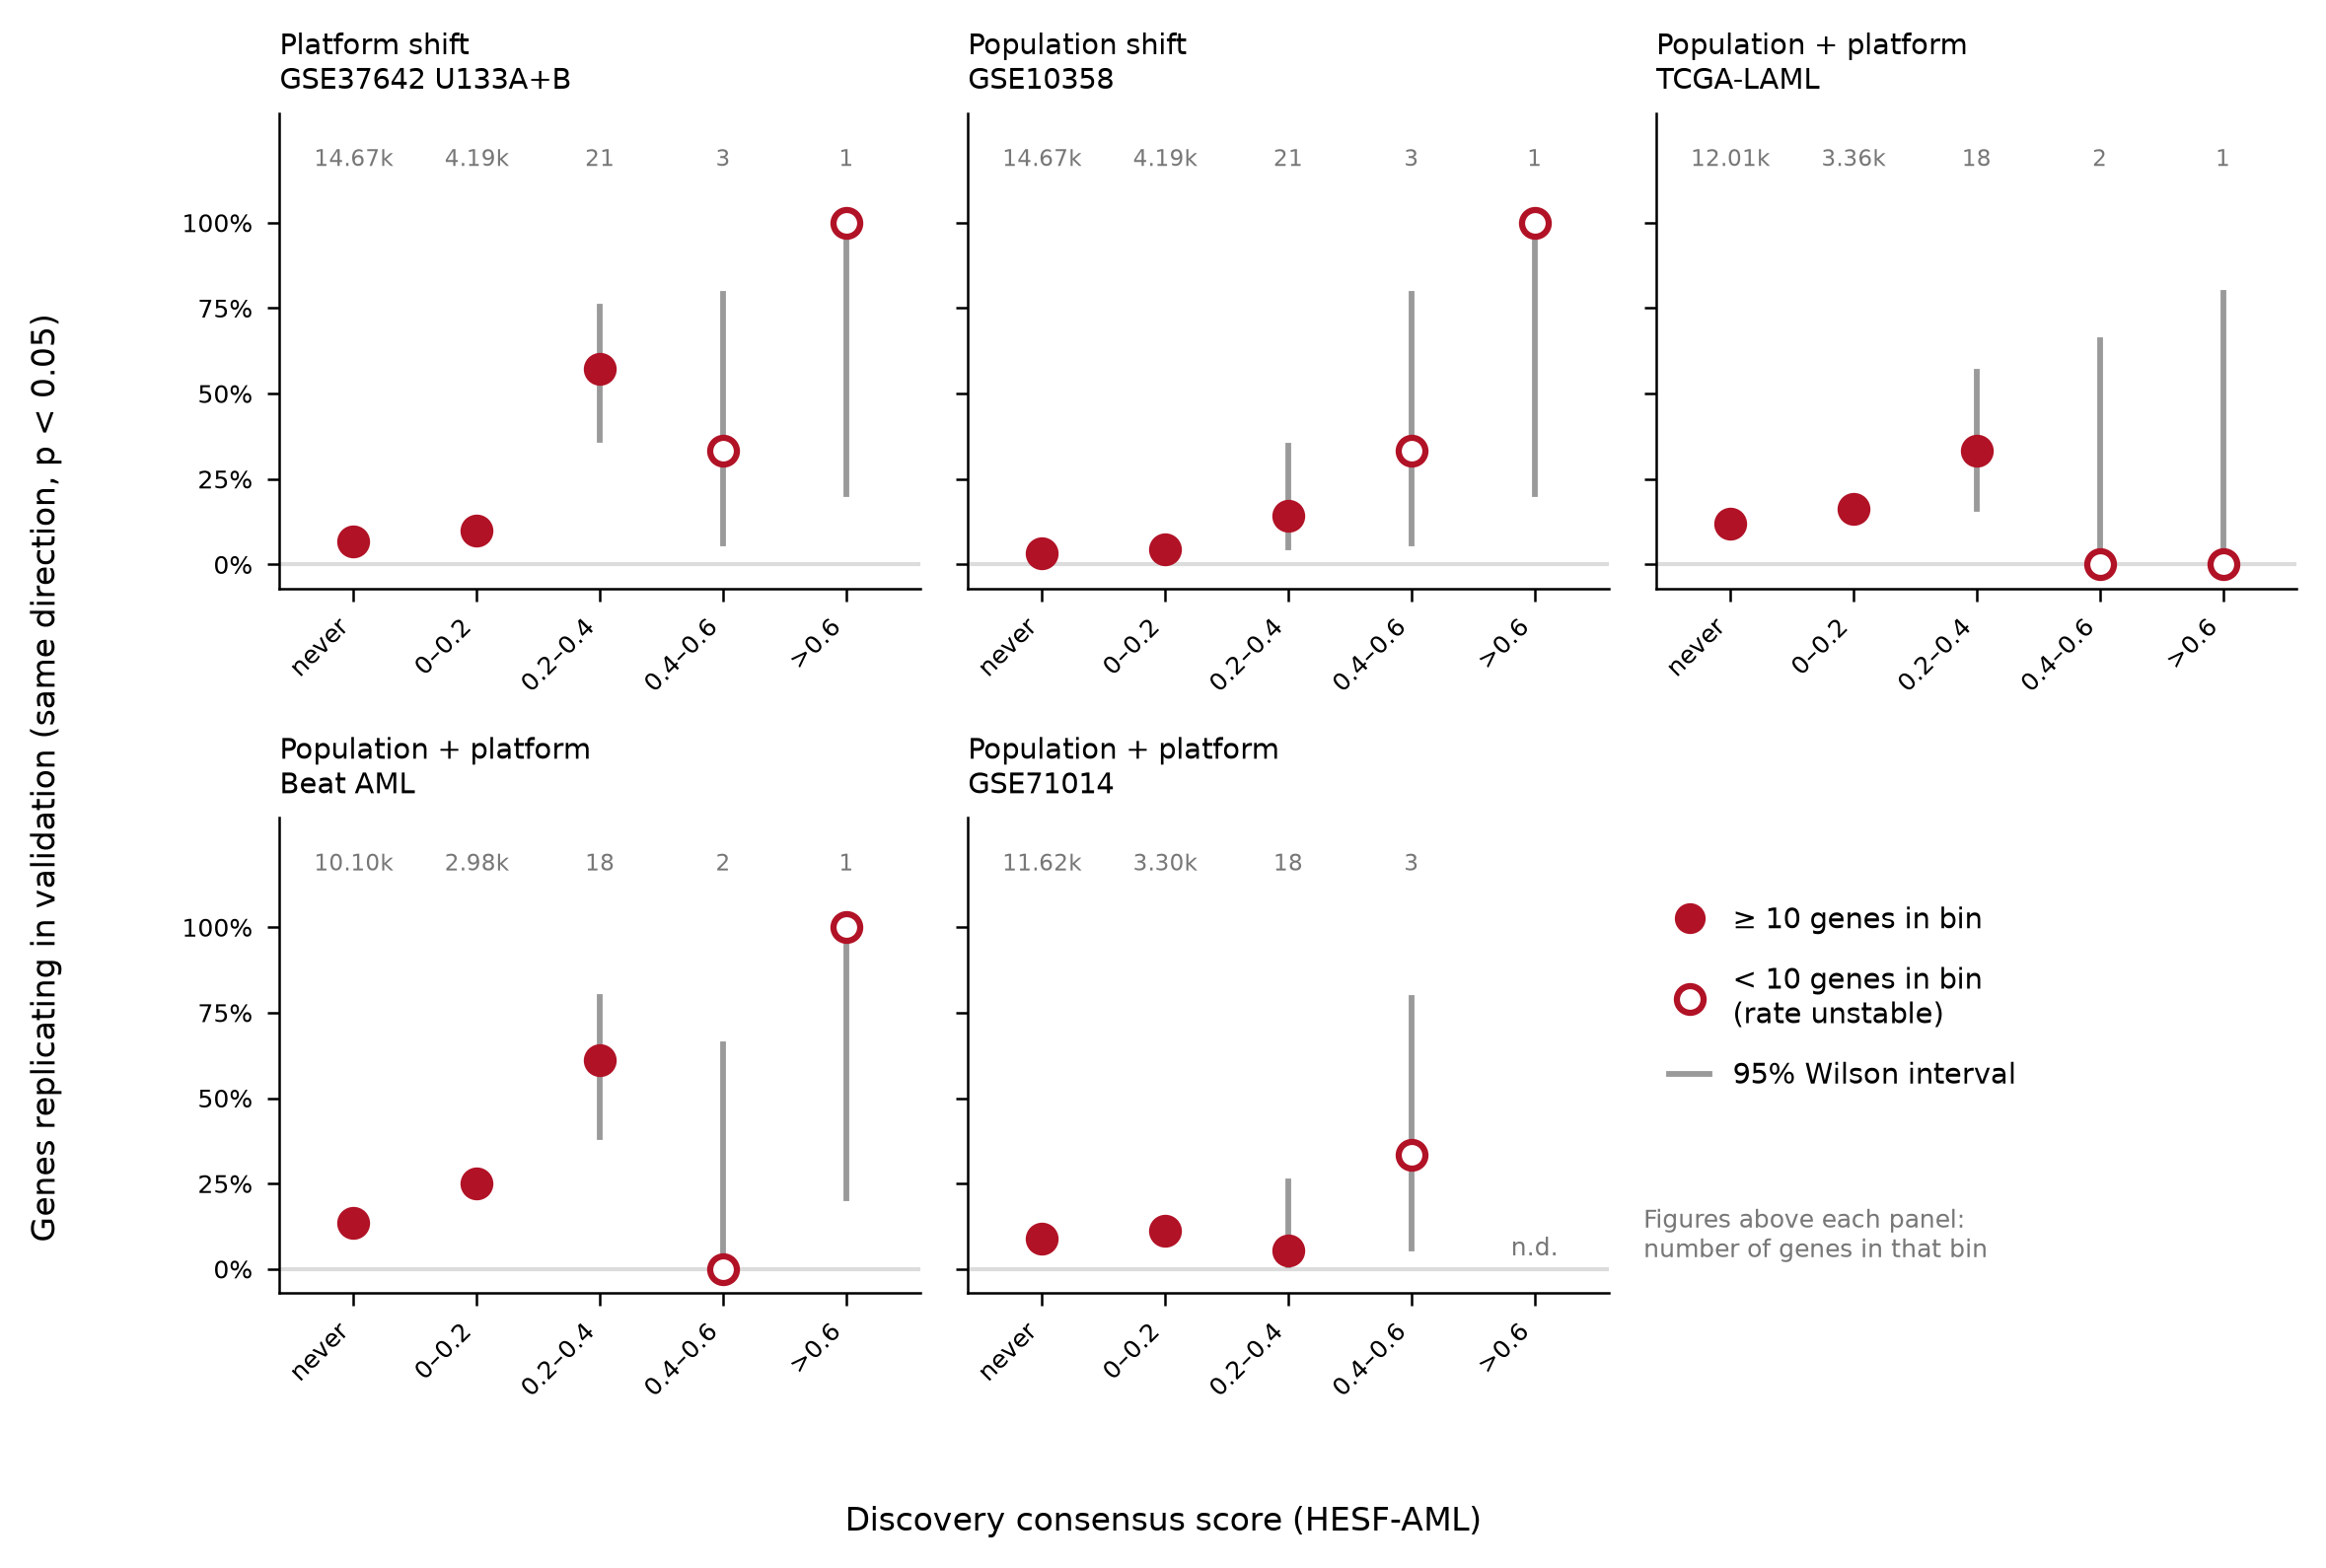 Platform shift
GSE37642 U133A+B
Population shift
GSE10358
Population + platform
TCGA-LAML
14.67k 4.19k 21 3 1
14.67k 4.19k 21 3 1
12.01k 3.36k 18 2 1
100%
75%
50%
25%
0%
never 0–0.2 0.2–0.4 0.4–0.6 >0.6
never 0–0.2 0.2–0.4 0.4–0.6 >0.6
never 0–0.2 0.2–0.4 0.4–0.6 >0.6
Genes replicating in validation (same direction, p < 0.05)
Population + platform
Beat AML
Population + platform
GSE71014
10.10k 2.98k 18 2 1
11.62k 3.30k 18 3
100%
75%
50%
25%
0%
n.d.
never 0–0.2 0.2–0.4 0.4–0.6 >0.6
never 0–0.2 0.2–0.4 0.4–0.6 >0.6
≥ 10 genes in bin
< 10 genes in bin
(rate unstable)
95% Wilson interval
Figures above each panel:
number of genes in that bin
Discovery consensus score (HESF-AML)